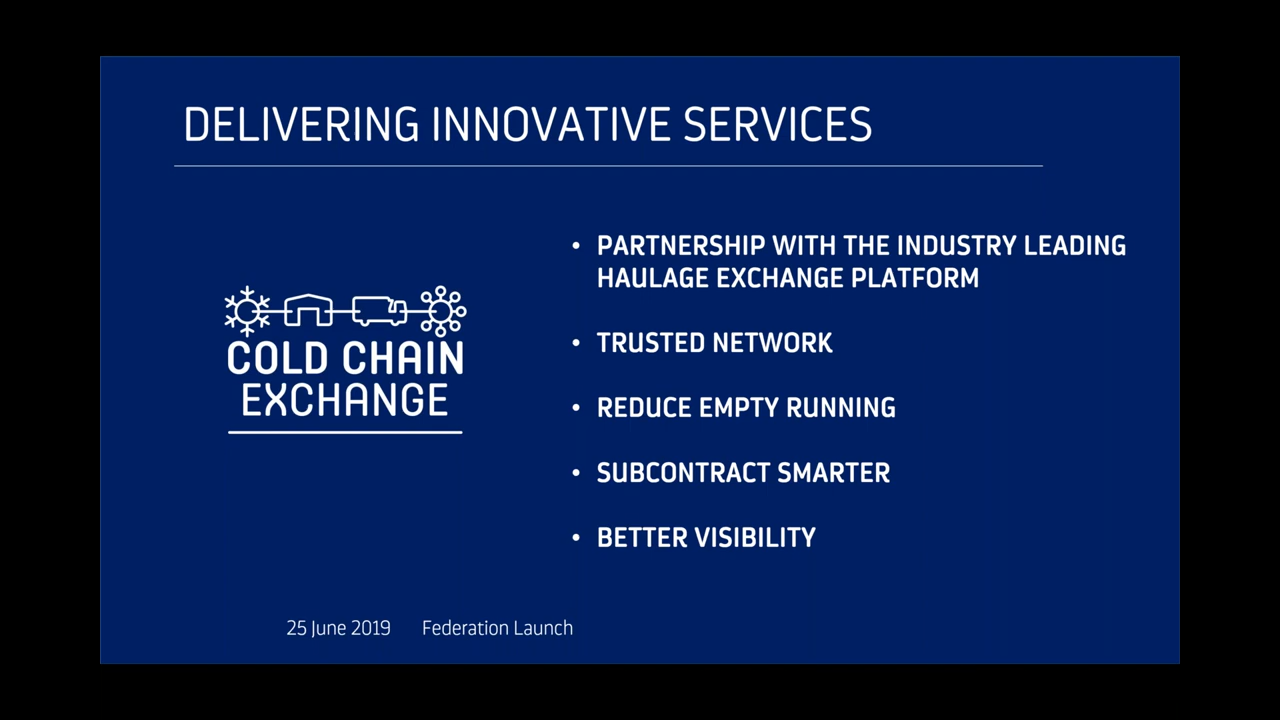 DELIVERING INNOVATIVE SERVICES
COLD CHAIN
EXCHANGE
• PARTNERSHIP WITH THE INDUSTRY LEADING
HAULAGE EXCHANGE PLATFORM
• TRUSTED NETWORK
• REDUCE EMPTY RUNNING
• SUBCONTRACT SMARTER
• BETTER VISIBILITY
25 June 2019 Federation Launch